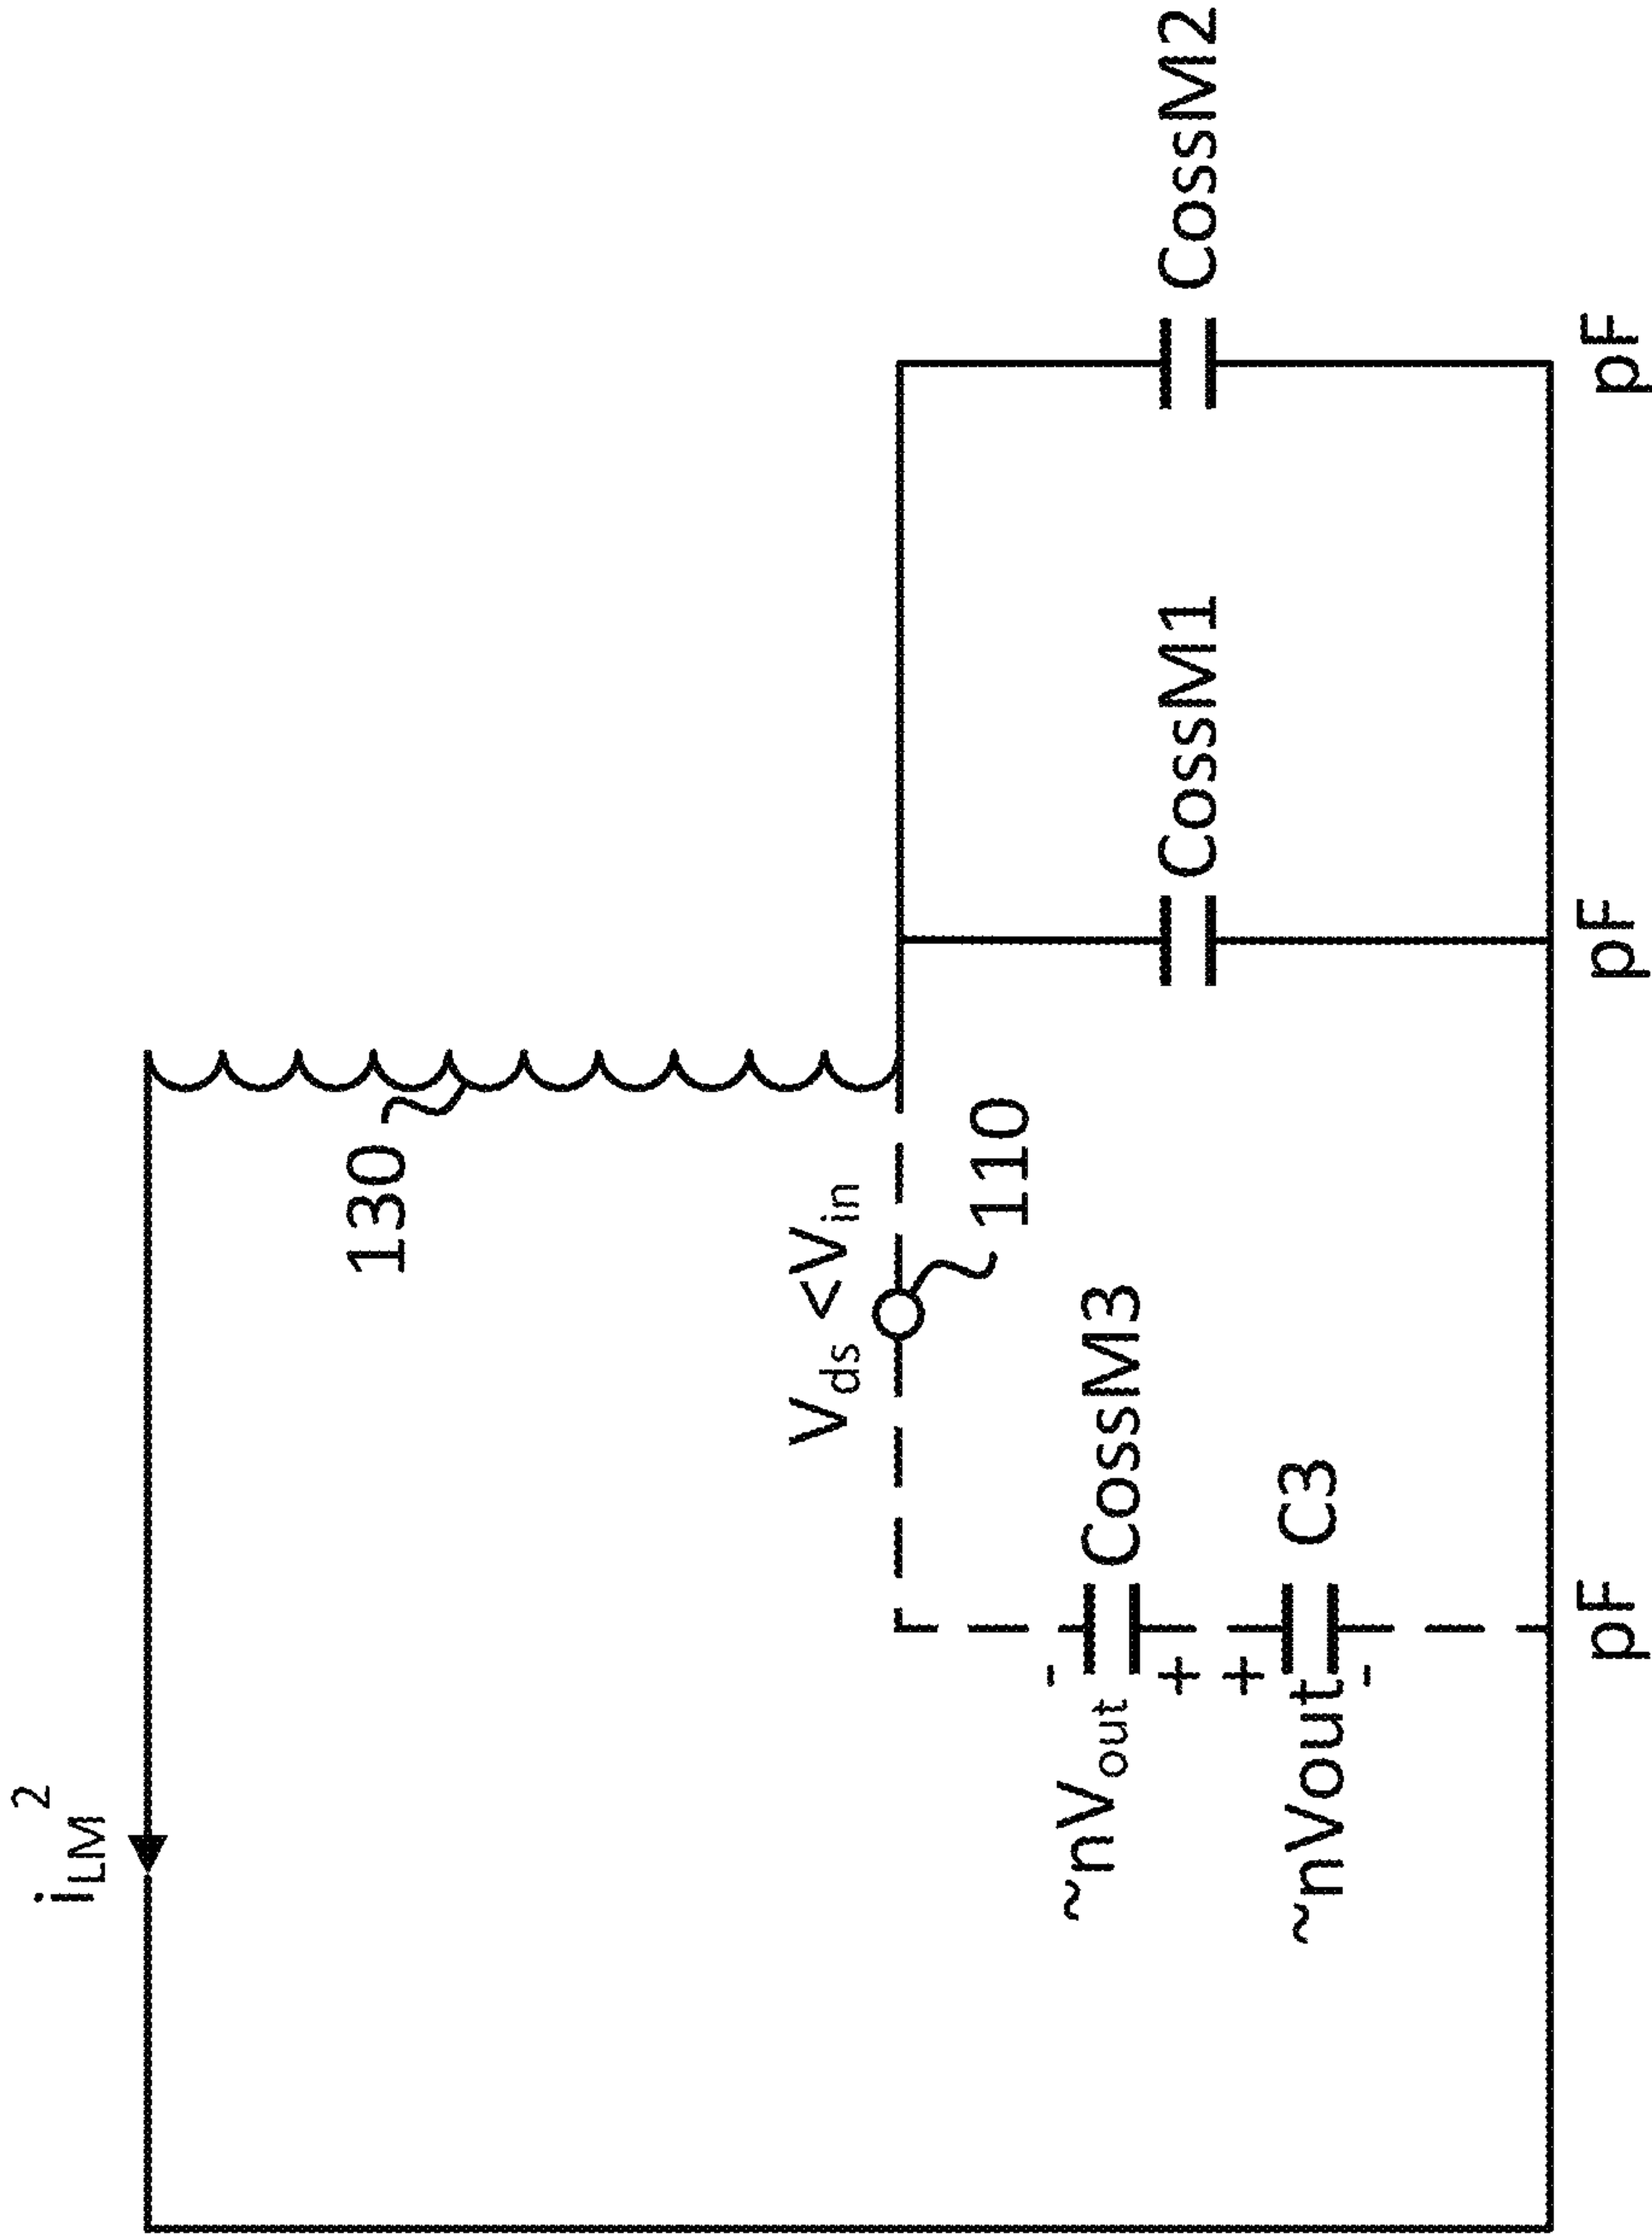 i_LM^2
130
V_ds <V_in
110
~nV_out
-
+
CossM3
~nVout
+
-
C3
CossM1
CossM2
pF
pF
pF